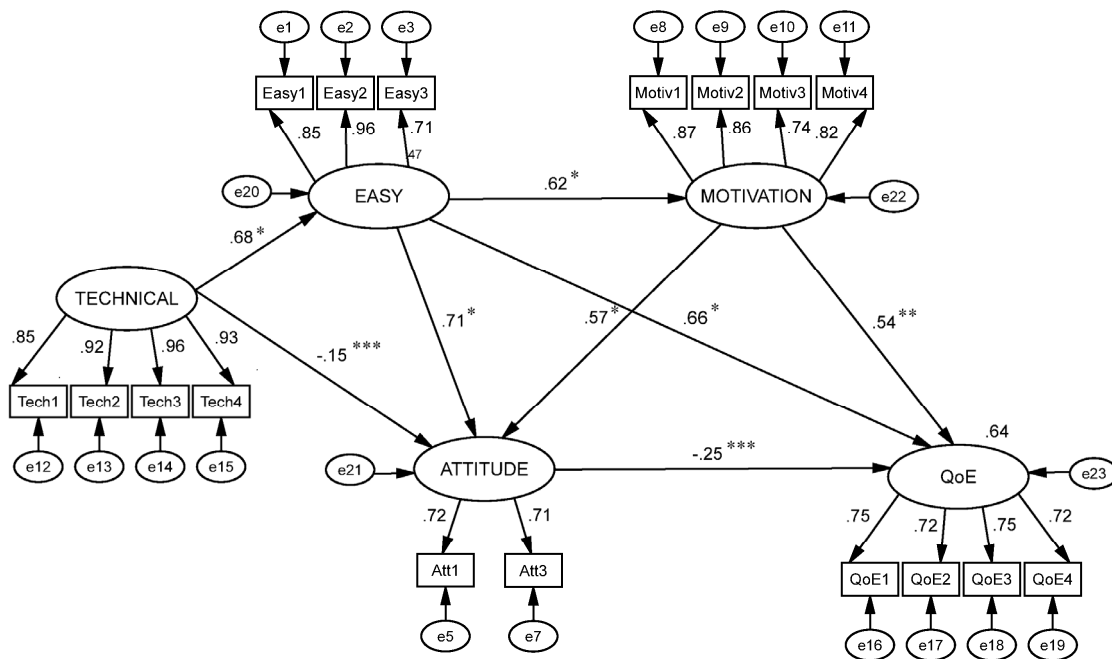 e1 e2 e3 e8 e9 e10 e11
Easy1 Easy2 Easy3 Motiv1 Motiv2 Motiv3 Motiv4
.85 .96 .71 .87 .86 .74 .82
.47
e20 EASY .62* MOTIVATION e22
.68*
TECHNICAL
.85 .92 .96 .93 -.15*** .71* .57* .66* .54**
Tech1 Tech2 Tech3 Tech4
e12 e13 e14 e15
e21 ATTITUDE -.25*** .64
QoE e23
.72 .71 .75 .72 .75 .72
Att1 Att3 QoE1 QoE2 QoE3 QoE4
e5 e7 e16 e17 e18 e19